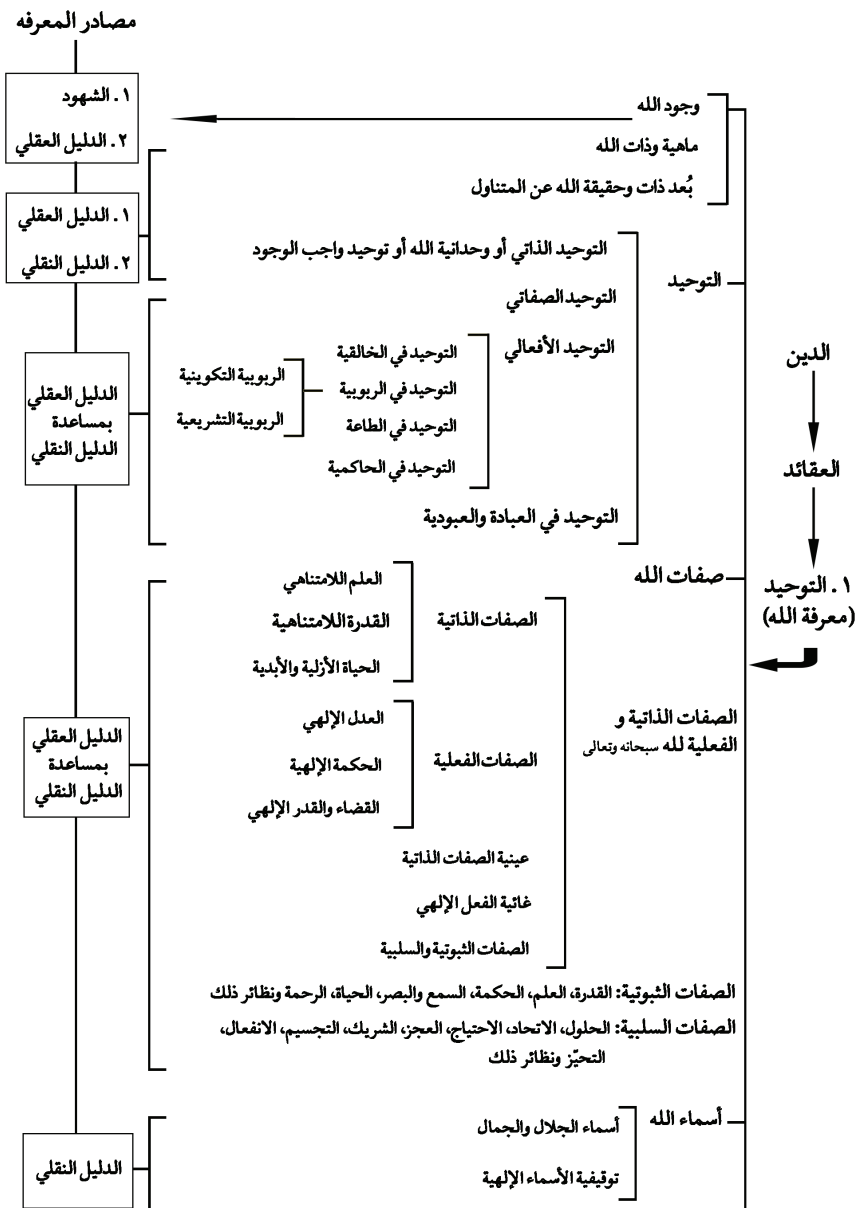 مصادر المعرفه
١. الشهود
٢. الدليل العقلي
١. الدليل العقلي
٢. الدليل النقلي
الدليل العقلي
بمساعدة
الدليل النقلي
الدليل العقلي
بمساعدة
الدليل النقلي
الدليل النقلي
الدين
العقائد
١. التوحيد
(معرفة الله)
وجود الله
ماهية وذات الله
بُعد ذات وحقيقة الله عن المتناول
التوحيد
التوحيد الذاتي أو وحدانية الله أو توحيد واجب الوجود
التوحيد الصفاتي
التوحيد الأفعالي
التوحيد في الخالقية
التوحيد في الربوبية
الربوبية التكوينية
الربوبية التشريعية
التوحيد في الطاعة
التوحيد في الحاكمية
التوحيد في العبادة والعبودية
صفات الله
الصفات الذاتية و
الفعلية لله سبحانه وتعالى
الصفات الذاتية
العلم اللامتناهي
القدرة اللامتناهية
الحياة الأزلية والأبدية
الصفات الفعلية
العدل الإلهي
الحكمة الإلهية
القضاء والقدر الإلهي
عينية الصفات الذاتية
غائية الفعل الإلهي
الصفات الثبوتية والسلبية
الصفات الثبوتية: القدرة، العلم، الحكمة، السمع والبصر، الحياة، الرحمة ونظائر ذلك
الصفات السلبية: الحلول، الاتحاد، الاحتياج، العجز، الشريك، التجسيم، الانفعال،
التحيّز ونظائر ذلك
أسماء الله
أسماء الجلال والجمال
توقيفية الأسماء الإلهية